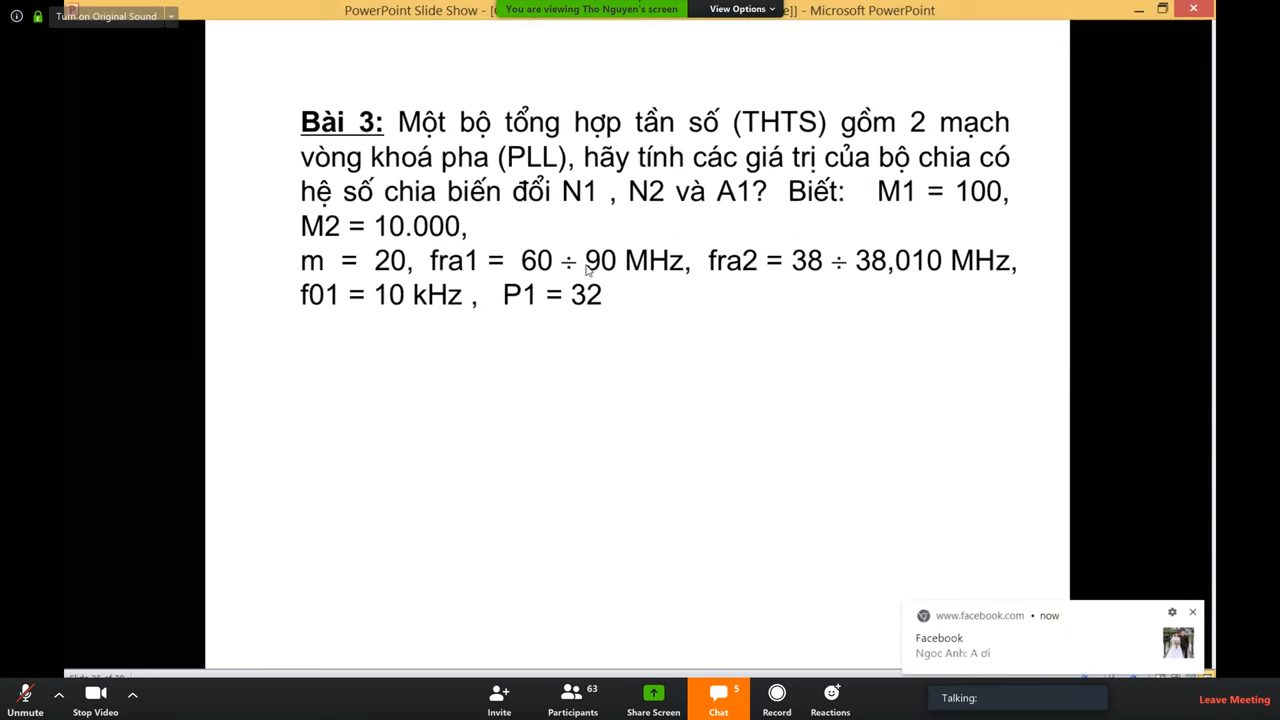 PowerPoint Slide Show - [
]] - Microsoft PowerPoint
You are viewing Tho Nguyen's screen
View Options
Turn on Original Sound
Bài 3: Một bộ tổng hợp tần số (THTS) gồm 2 mạch
vòng khoá pha (PLL), hãy tính các giá trị của bộ chia có
hệ số chia biến đổi N1 , N2 và A1? Biết: M1 = 100,
M2 = 10.000,
m = 20, fra1 = 60 ÷ 90 MHz, fra2 = 38 ÷ 38,010 MHz,
f01 = 10 kHz , P1 = 32
www.facebook.com • now
Facebook
Ngoc Anh: A ơi
Unmute
Stop Video
Invite
63
Participants
Share Screen
5
Chat
Record
Reactions
Talking:
Leave Meeting